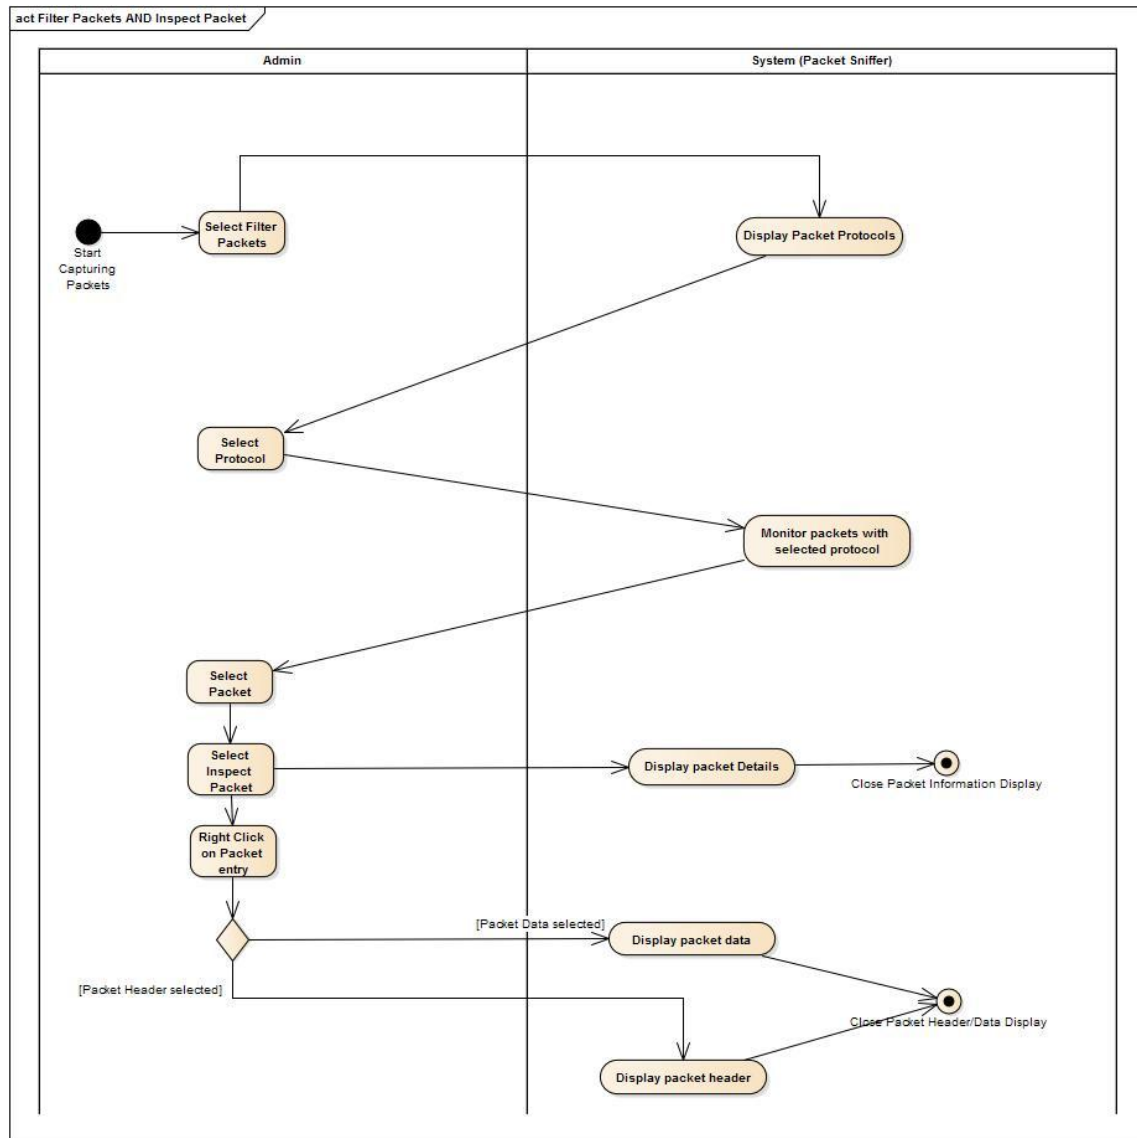 act Filter Packets AND Inspect Packet
Admin
System (Packet Sniffer)
Start
Capturing
Packets
Select Filter
Packets
Display Packet Protocols
Select
Protocol
Monitor packets with
selected protocol
Select
Packet
Select
Inspect
Packet
Display packet Details
Close Packet Information Display
Right Click
on Packet
entry
[Packet Data selected]
Display packet data
[Packet Header selected]
Close Packet Header/Data Display
Display packet header